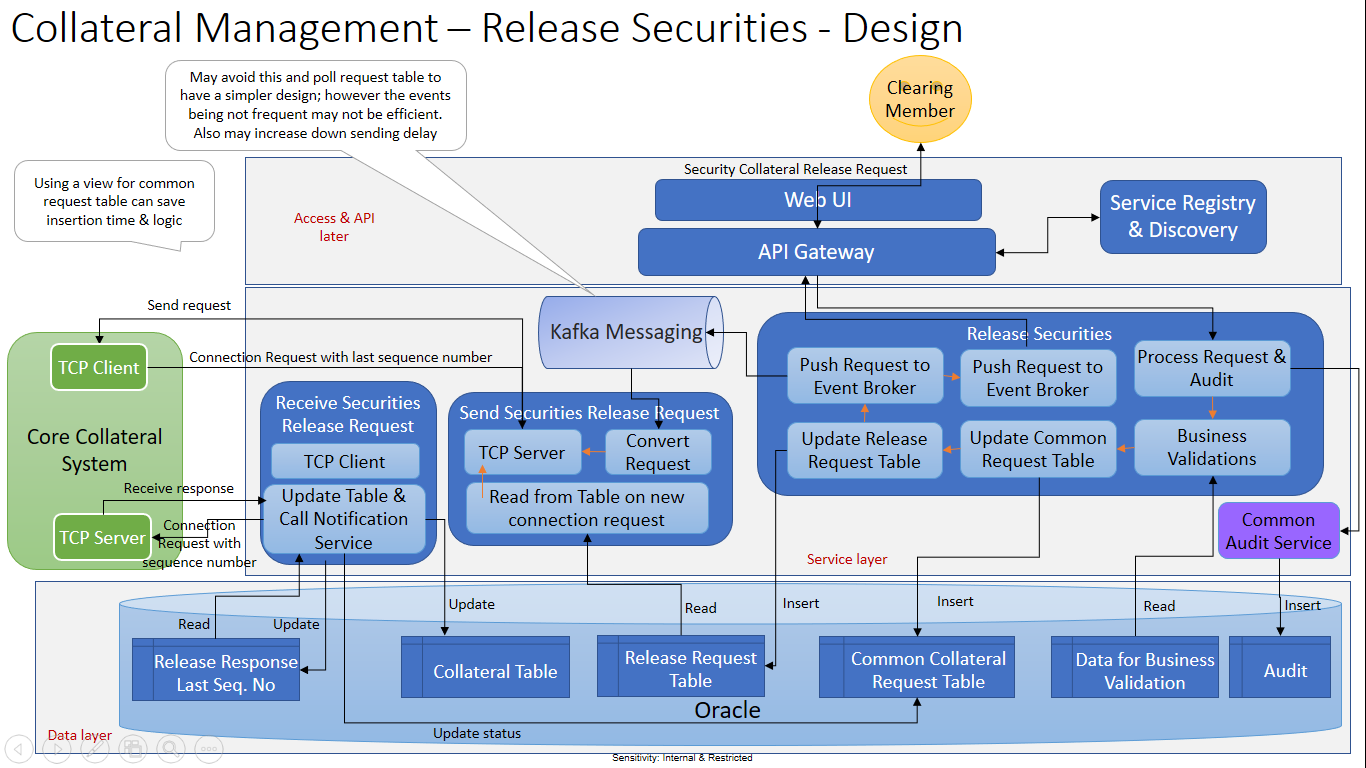 Collateral Management – Release Securities - Design
May avoid this and poll request table to
have a simpler design; however the events
being not frequent may not be efficient.
Also may increase down sending delay
Clearing
Member
Using a view for common
request table can save
insertion time & logic
Access & API
later
Security Collateral Release Request
Web UI
API Gateway
Service Registry
& Discovery
Send request
TCP Client
Connection Request with last sequence number
Core Collateral
System
Receive response
TCP Server
Connection
Request with
sequence number
Receive Securities
Release Request
TCP Client
Update Table &
Call Notification
Service
Kafka Messaging
Send Securities Release Request
TCP Server
Convert
Request
Read from Table on new
connection request
Release Securities
Push Request to
Event Broker
Push Request to
Event Broker
Process Request &
Audit
Update Release
Request Table
Update Common
Request Table
Business
Validations
Common
Audit Service
Service layer
Read
Update
Update
Read
Insert
Insert
Read
Insert
Release Response
Last Seq. No
Collateral Table
Release Request
Table
Common Collateral
Request Table
Data for Business
Validation
Audit
Oracle
Data layer
Update status
Sensitivity: Internal & Restricted